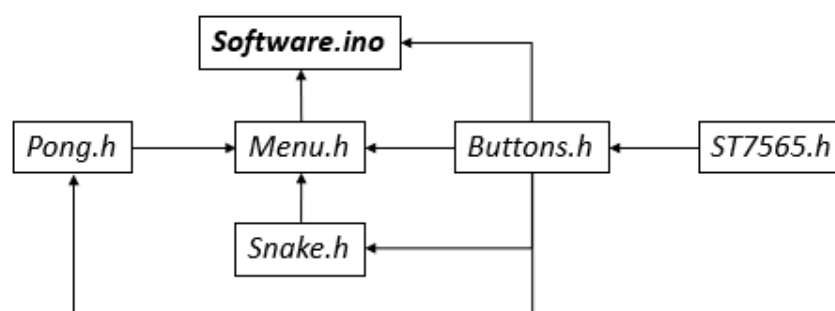 Software.ino
Pong.h
Menu.h
Buttons.h
ST7565.h
Snake.h